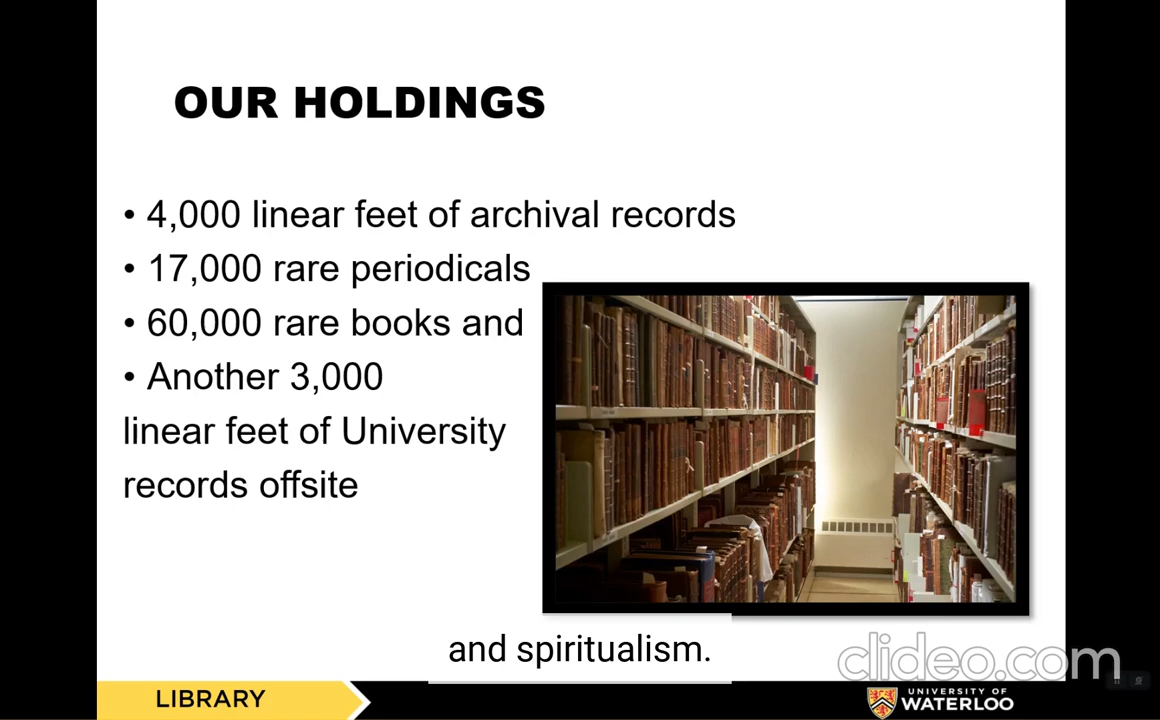 OUR HOLDINGS
• 4,000 linear feet of archival records
• 17,000 rare periodicals
• 60,000 rare books and
• Another 3,000
linear feet of University
records offsite
and spiritualism.
clideo.com
LIBRARY
UNIVERSITY OF
WATERLOO